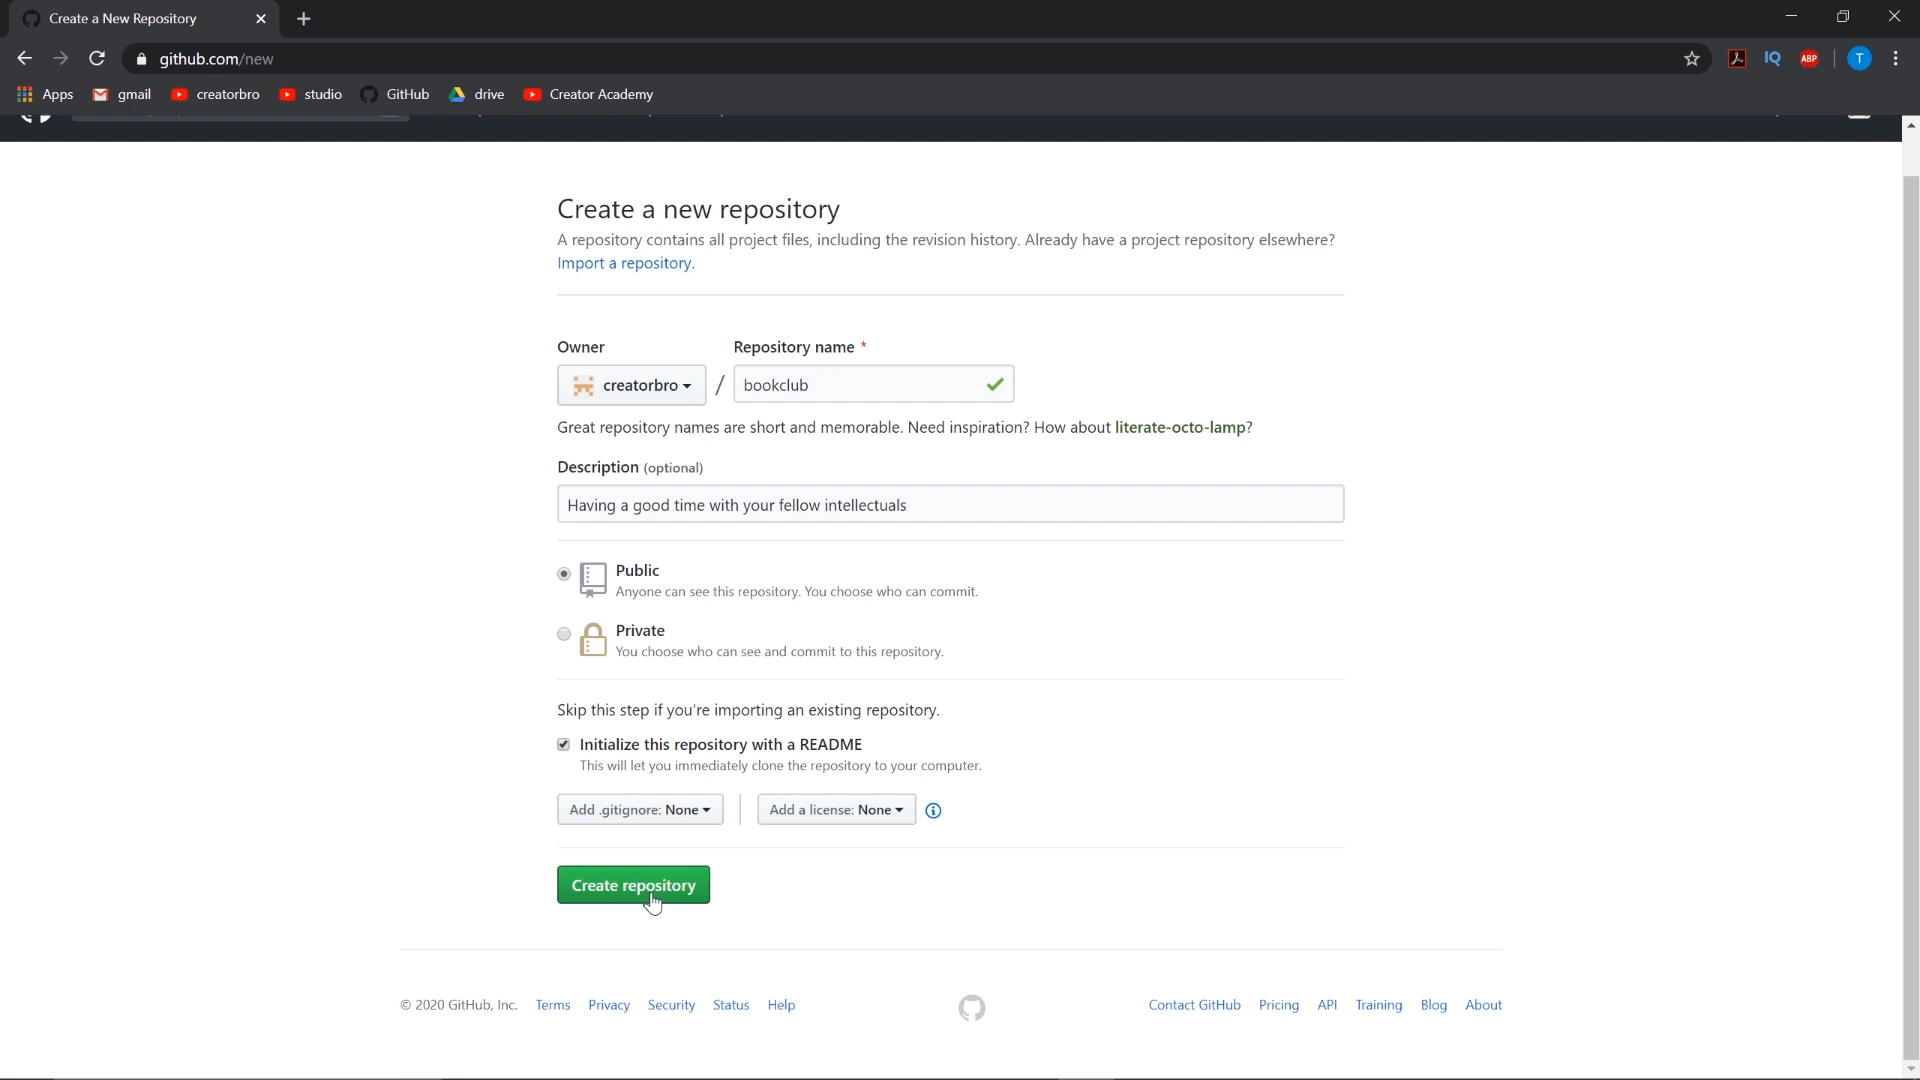 Create a New Repository
github.com/new
ABP
IQ
T
Apps gmail creatorbro studio GitHub drive Creator Academy
Create a new repository
A repository contains all project files, including the revision history. Already have a project repository elsewhere?
Import a repository.
Owner Repository name *
creatorbro / bookclub
Great repository names are short and memorable. Need inspiration? How about literate-octo-lamp?
Description (optional)
Having a good time with your fellow intellectuals
Public
Anyone can see this repository. You choose who can commit.
Private
You choose who can see and commit to this repository.
Skip this step if you're importing an existing repository.
Initialize this repository with a README
This will let you immediately clone the repository to your computer.
Add .gitignore: None Add a license: None
Create repository
© 2020 GitHub, Inc. Terms Privacy Security Status Help Contact GitHub Pricing API Training Blog About